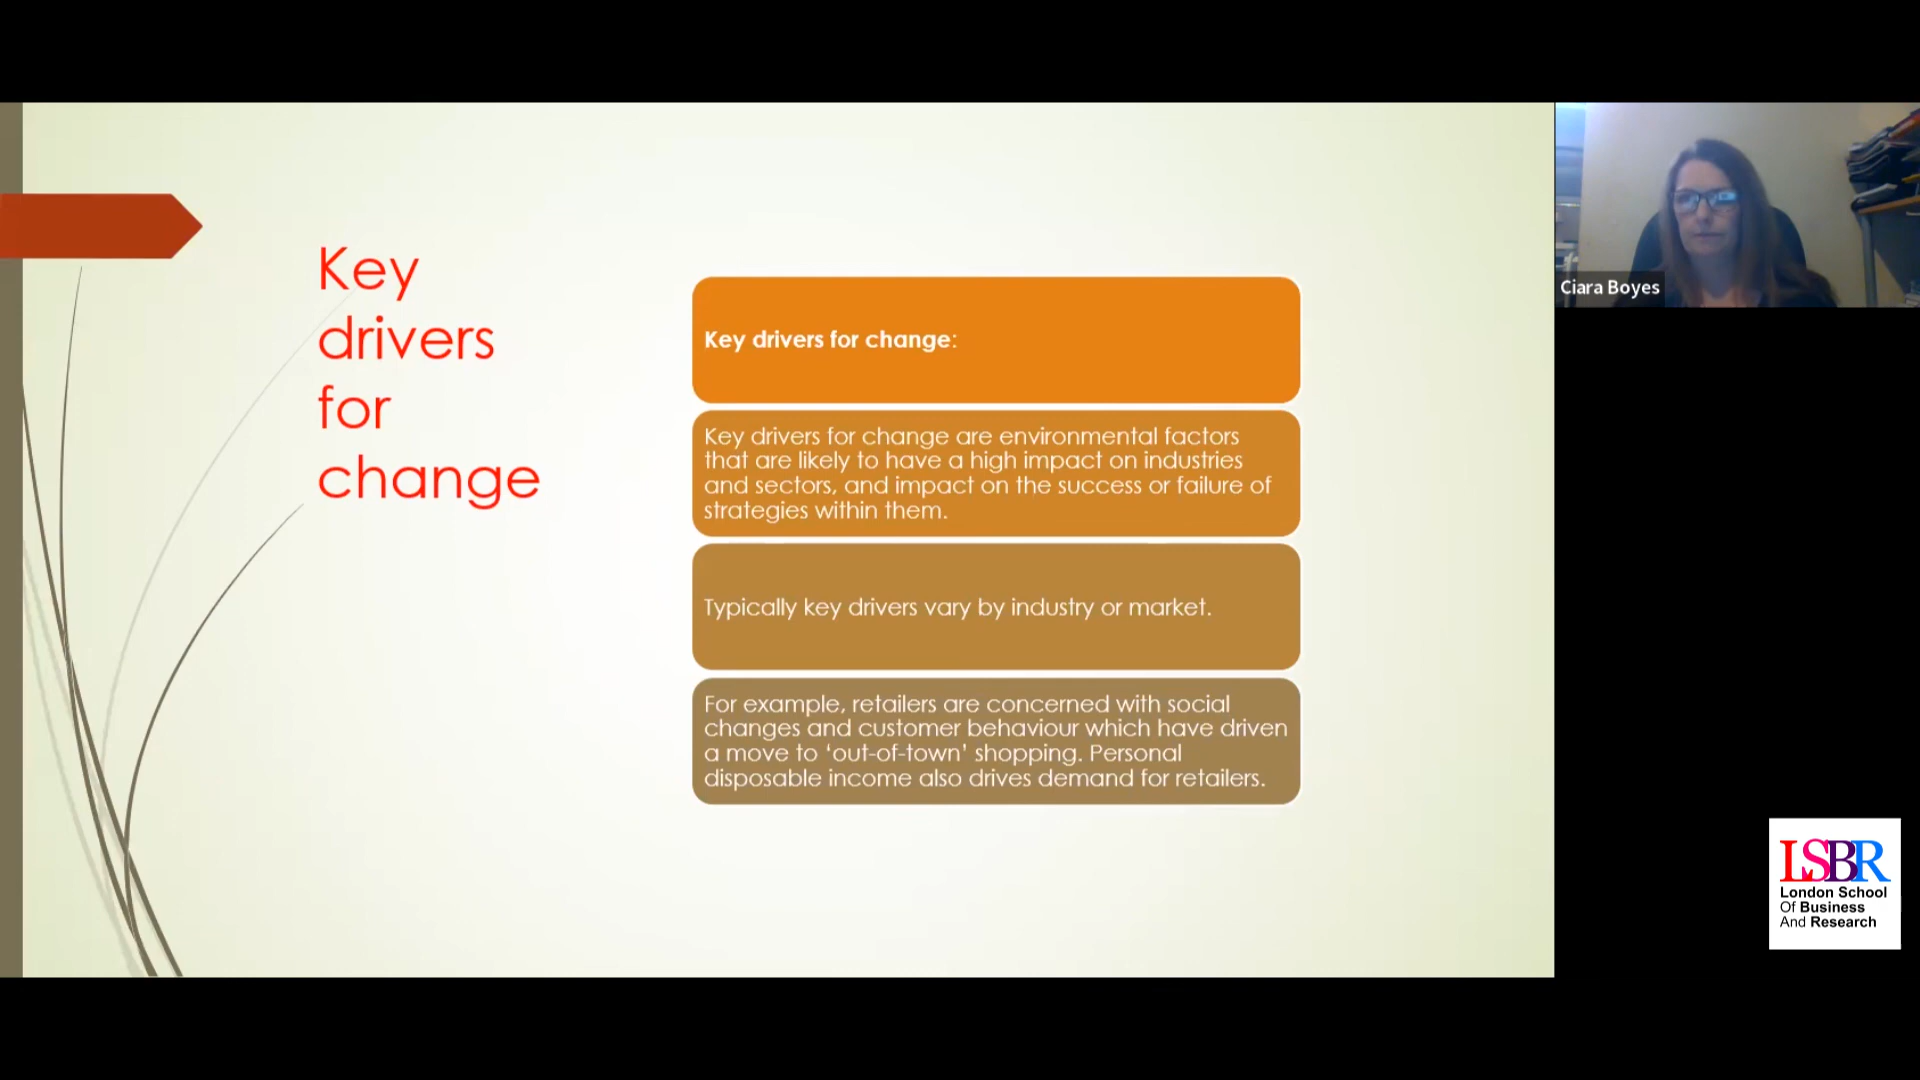 Key
drivers
for
change
Key drivers for change:
Key drivers for change are environmental factors
that are likely to have a high impact on industries
and sectors, and impact on the success or failure of
strategies within them.
Typically key drivers vary by industry or market.
For example, retailers are concerned with social
changes and customer behaviour which have driven
a move to ‘out-of-town’ shopping. Personal
disposable income also drives demand for retailers.
Ciara Boyes
LSBR
London School
Of Business
And Research